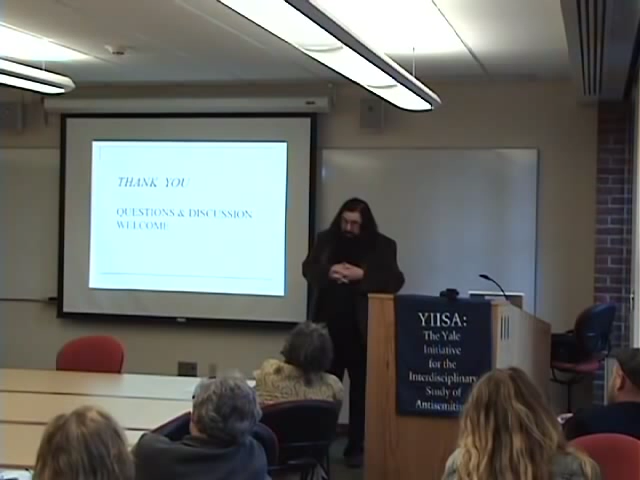 THANK YOU
QUESTIONS & DISCUSSION
WELCOME
YIISA:
The Yale
Initiative
for the
Interdisciplinary
Study of
Antisemitism